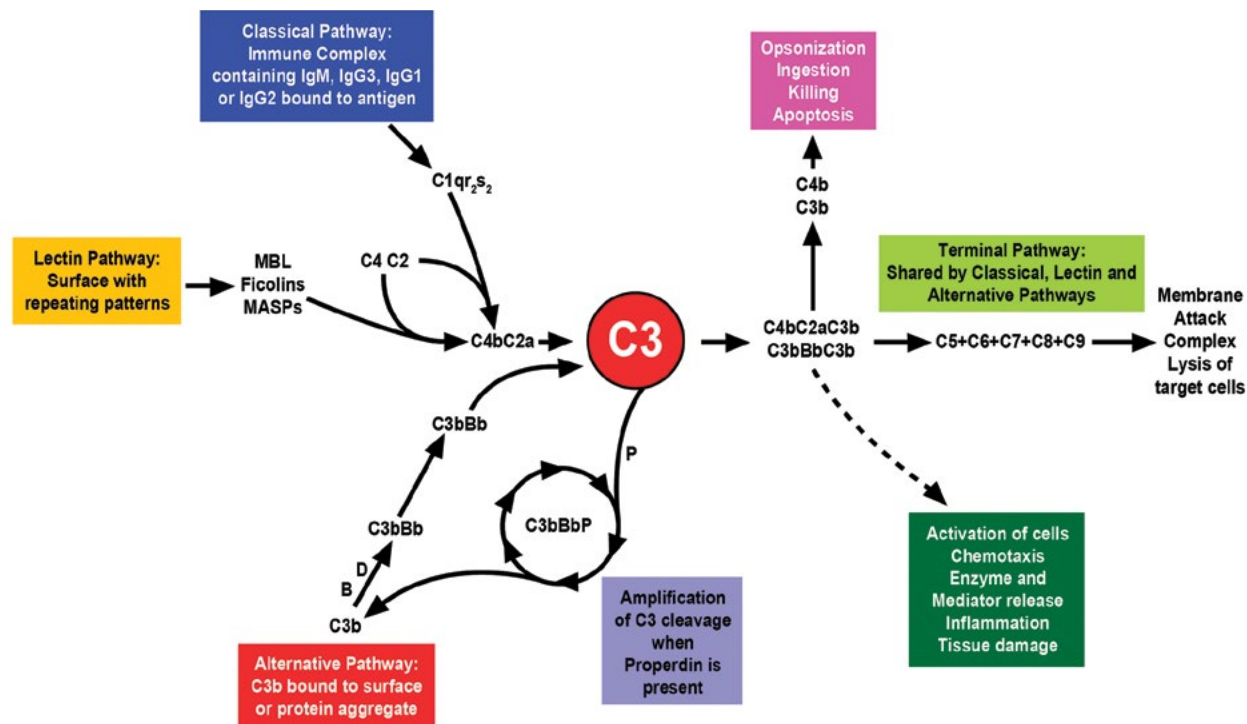 Classical Pathway:
Immune Complex
containing IgM, IgG3, IgG1
or IgG2 bound to antigen
C1qr₂s₂
Lectin Pathway:
Surface with
repeating patterns
MBL
Ficolins
MASPs
C4 C2
C4bC2a
C3
C3bBb
C3bBb
D
B
C3b
Alternative Pathway:
C3b bound to surface
or protein aggregate
P
C3bBbP
Amplification
of C3 cleavage
when
Properdin is
present
Opsonization
Ingestion
Killing
Apoptosis
C4b
C3b
C4bC2aC3b
C3bBbC3b
Terminal Pathway:
Shared by Classical, Lectin and
Alternative Pathways
C5+C6+C7+C8+C9
Membrane
Attack
Complex
Lysis of
target cells
Activation of cells
Chemotaxis
Enzyme and
Mediator release
Inflammation
Tissue damage